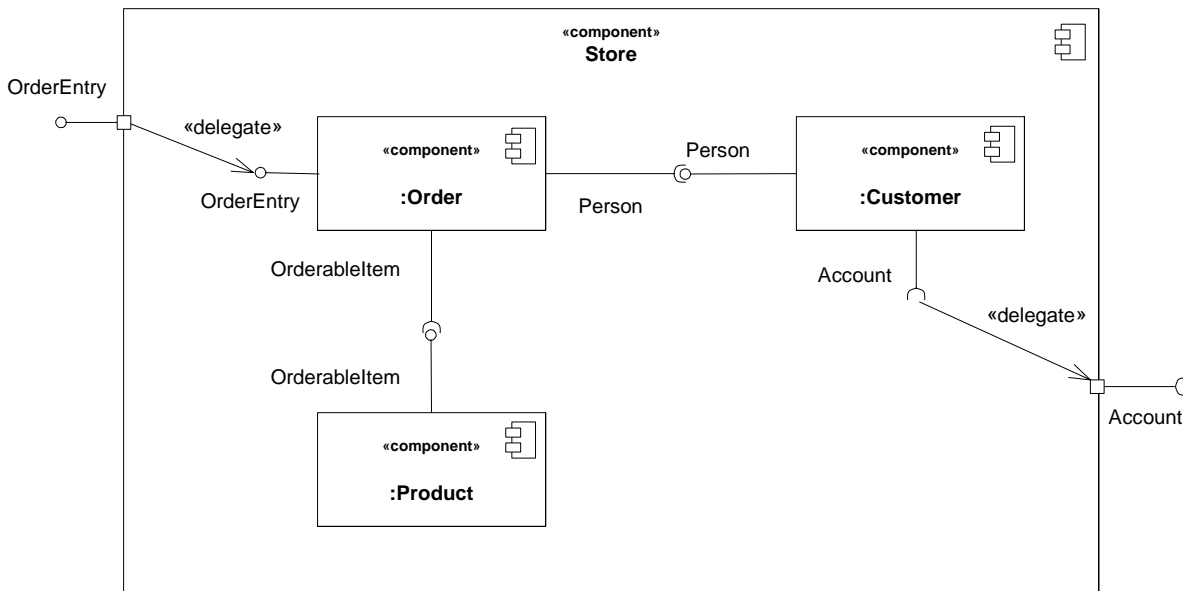 «component»
Store
OrderEntry
«delegate»
OrderEntry
«component»
:Order
Person
Person
«component»
:Customer
OrderableItem
Account
«delegate»
OrderableItem
Account
«component»
:Product